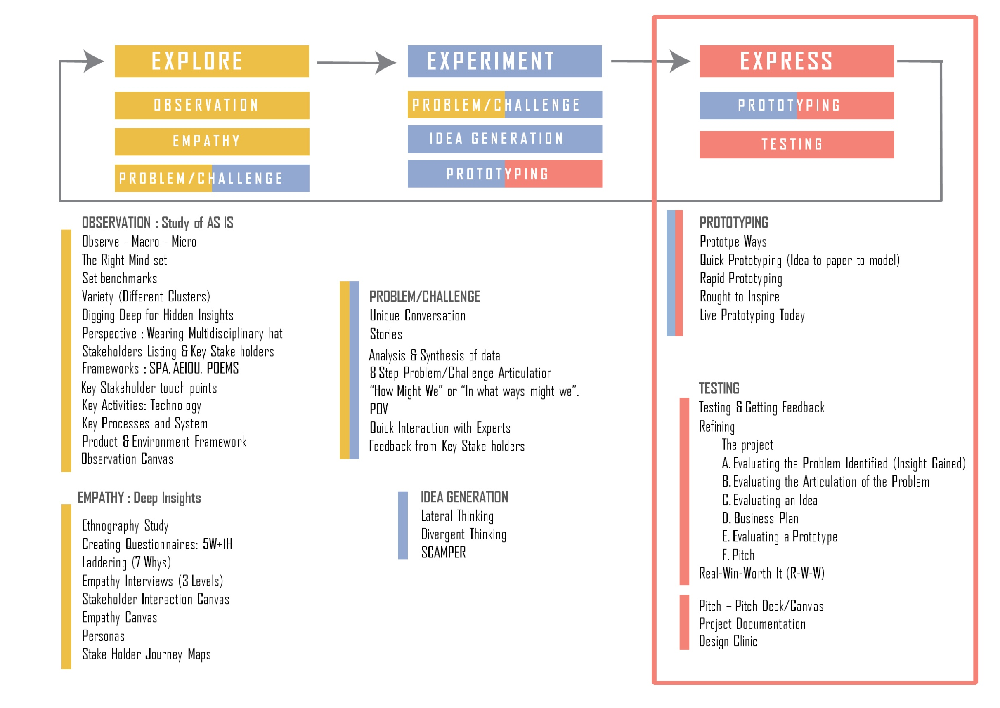 EXPLORE
OBSERVATION
EMPATHY
PROBLEM/CHALLENGE
EXPERIMENT
PROBLEM/CHALLENGE
IDEA GENERATION
PROTOTYPING
EXPRESS
PROTOTYPING
TESTING
OBSERVATION : Study of AS IS
Observe - Macro - Micro
The Right Mind set
Set benchmarks
Variety (Different Clusters)
Digging Deep for Hidden Insights
Perspective : Wearing Multidisciplinary hat
Stakeholders Listing & Key Stake holders
Frameworks : SPA, AEIOU, POEMS
Key Stakeholder touch points
Key Activities: Technology
Key Processes and System
Product & Environment Framework
Observation Canvas
EMPATHY : Deep Insights
Ethnography Study
Creating Questionnaires: 5W+1H
Laddering (7 Whys)
Empathy Interviews (3 Levels)
Stakeholder Interaction Canvas
Empathy Canvas
Personas
Stake Holder Journey Maps
PROBLEM/CHALLENGE
Unique Conversation
Stories
Analysis & Synthesis of data
8 Step Problem/Challenge Articulation
“How Might We” or “In what ways might we”.
POV
Quick Interaction with Experts
Feedback from Key Stake holders
IDEA GENERATION
Lateral Thinking
Divergent Thinking
SCAMPER
PROTOTYPING
Prototpe Ways
Quick Prototyping (Idea to paper to model)
Rapid Prototyping
Rought to Inspire
Live Prototyping Today
TESTING
Testing & Getting Feedback
Refining
The project
A. Evaluating the Problem Identified (Insight Gained)
B. Evaluating the Articulation of the Problem
C. Evaluating an Idea
D. Business Plan
E. Evaluating a Prototype
F. Pitch
Real-Win-Worth It (R-W-W)
Pitch – Pitch Deck/Canvas
Project Documentation
Design Clinic